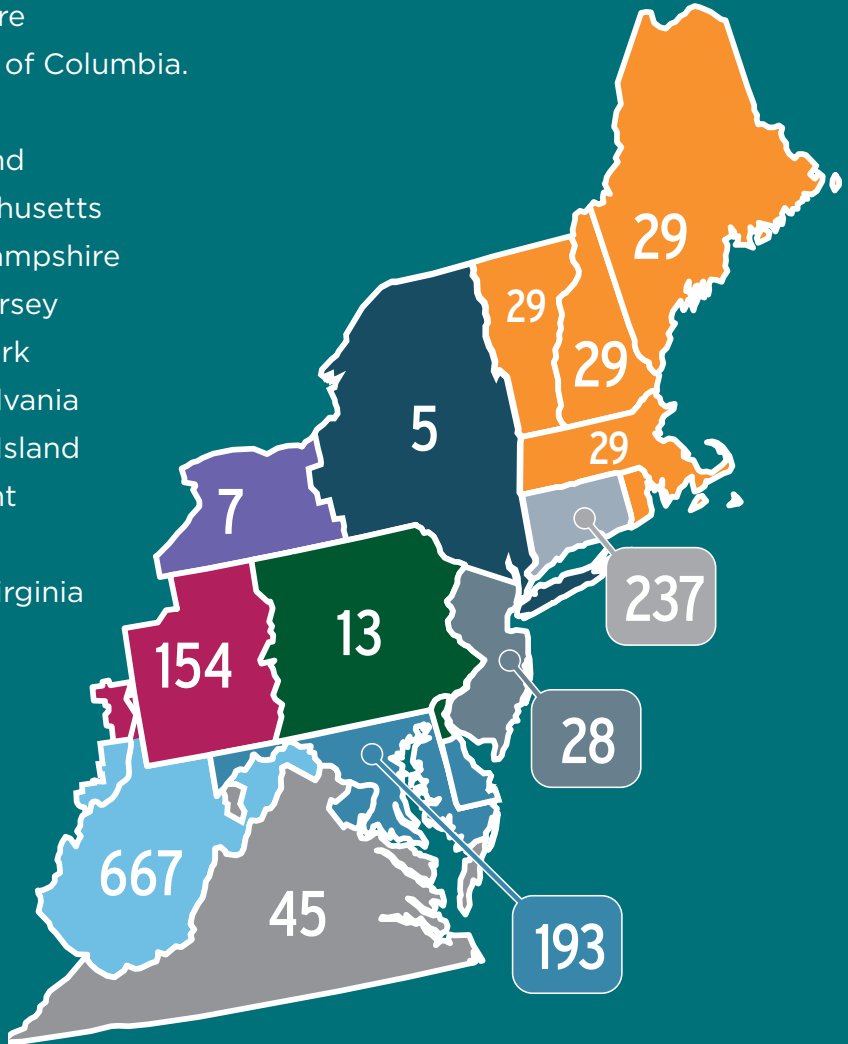 re
of Columbia.
nd
husetts
ampshire
rsey
rk
lvania
Island
nt
irginia
29
29
29
5
29
7
237
13
154
28
667
45
193